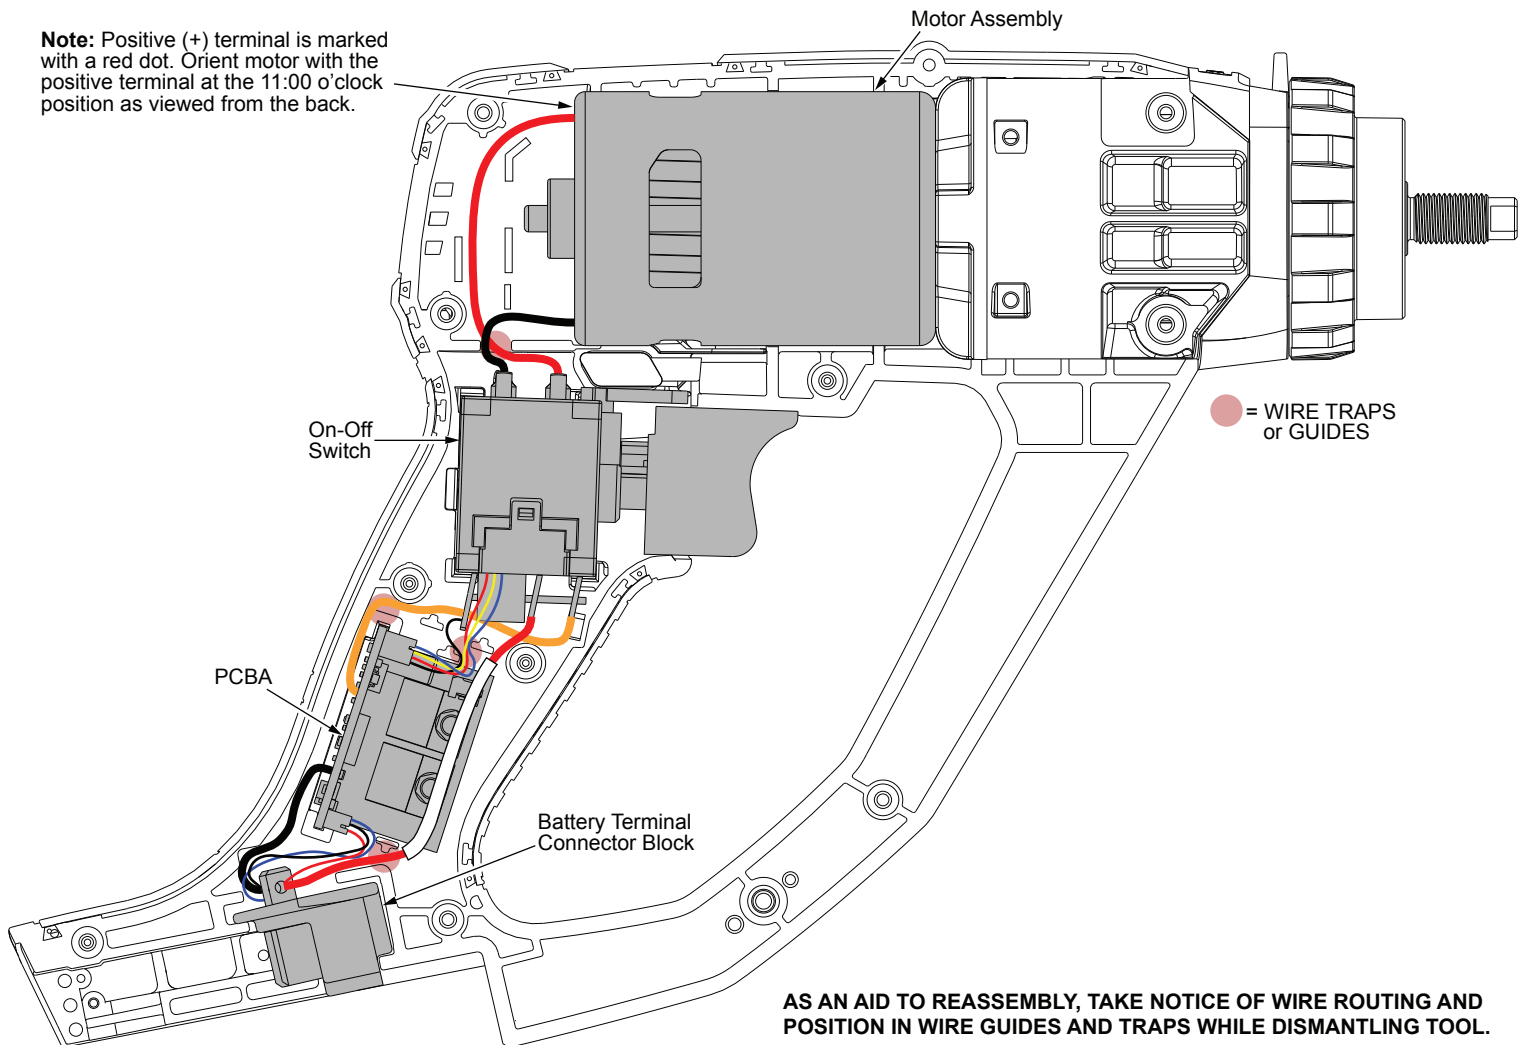 Motor Assembly
Note: Positive (+) terminal is marked
with a red dot. Orient motor with the
positive terminal at the 11:00 o’clock
position as viewed from the back.
= WIRE TRAPS
or GUIDES
On-Off
Switch
PCBA
Battery Terminal
Connector Block
AS AN AID TO REASSEMBLY, TAKE NOTICE OF WIRE ROUTING AND
POSITION IN WIRE GUIDES AND TRAPS WHILE DISMANTLING TOOL.